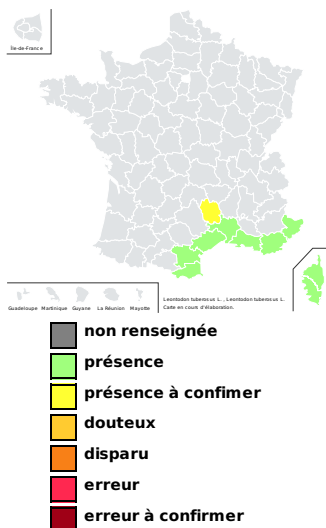 Île-de-France
Guadeloupe Martinique Guyane La Réunion Mayotte
Leontodon tuberosus L. , Leontodon tuberosus L.
Carte en cours d'élaboration.
non renseignée
présence
présence à confimer
douteux
disparu
erreur
erreur à confirmer